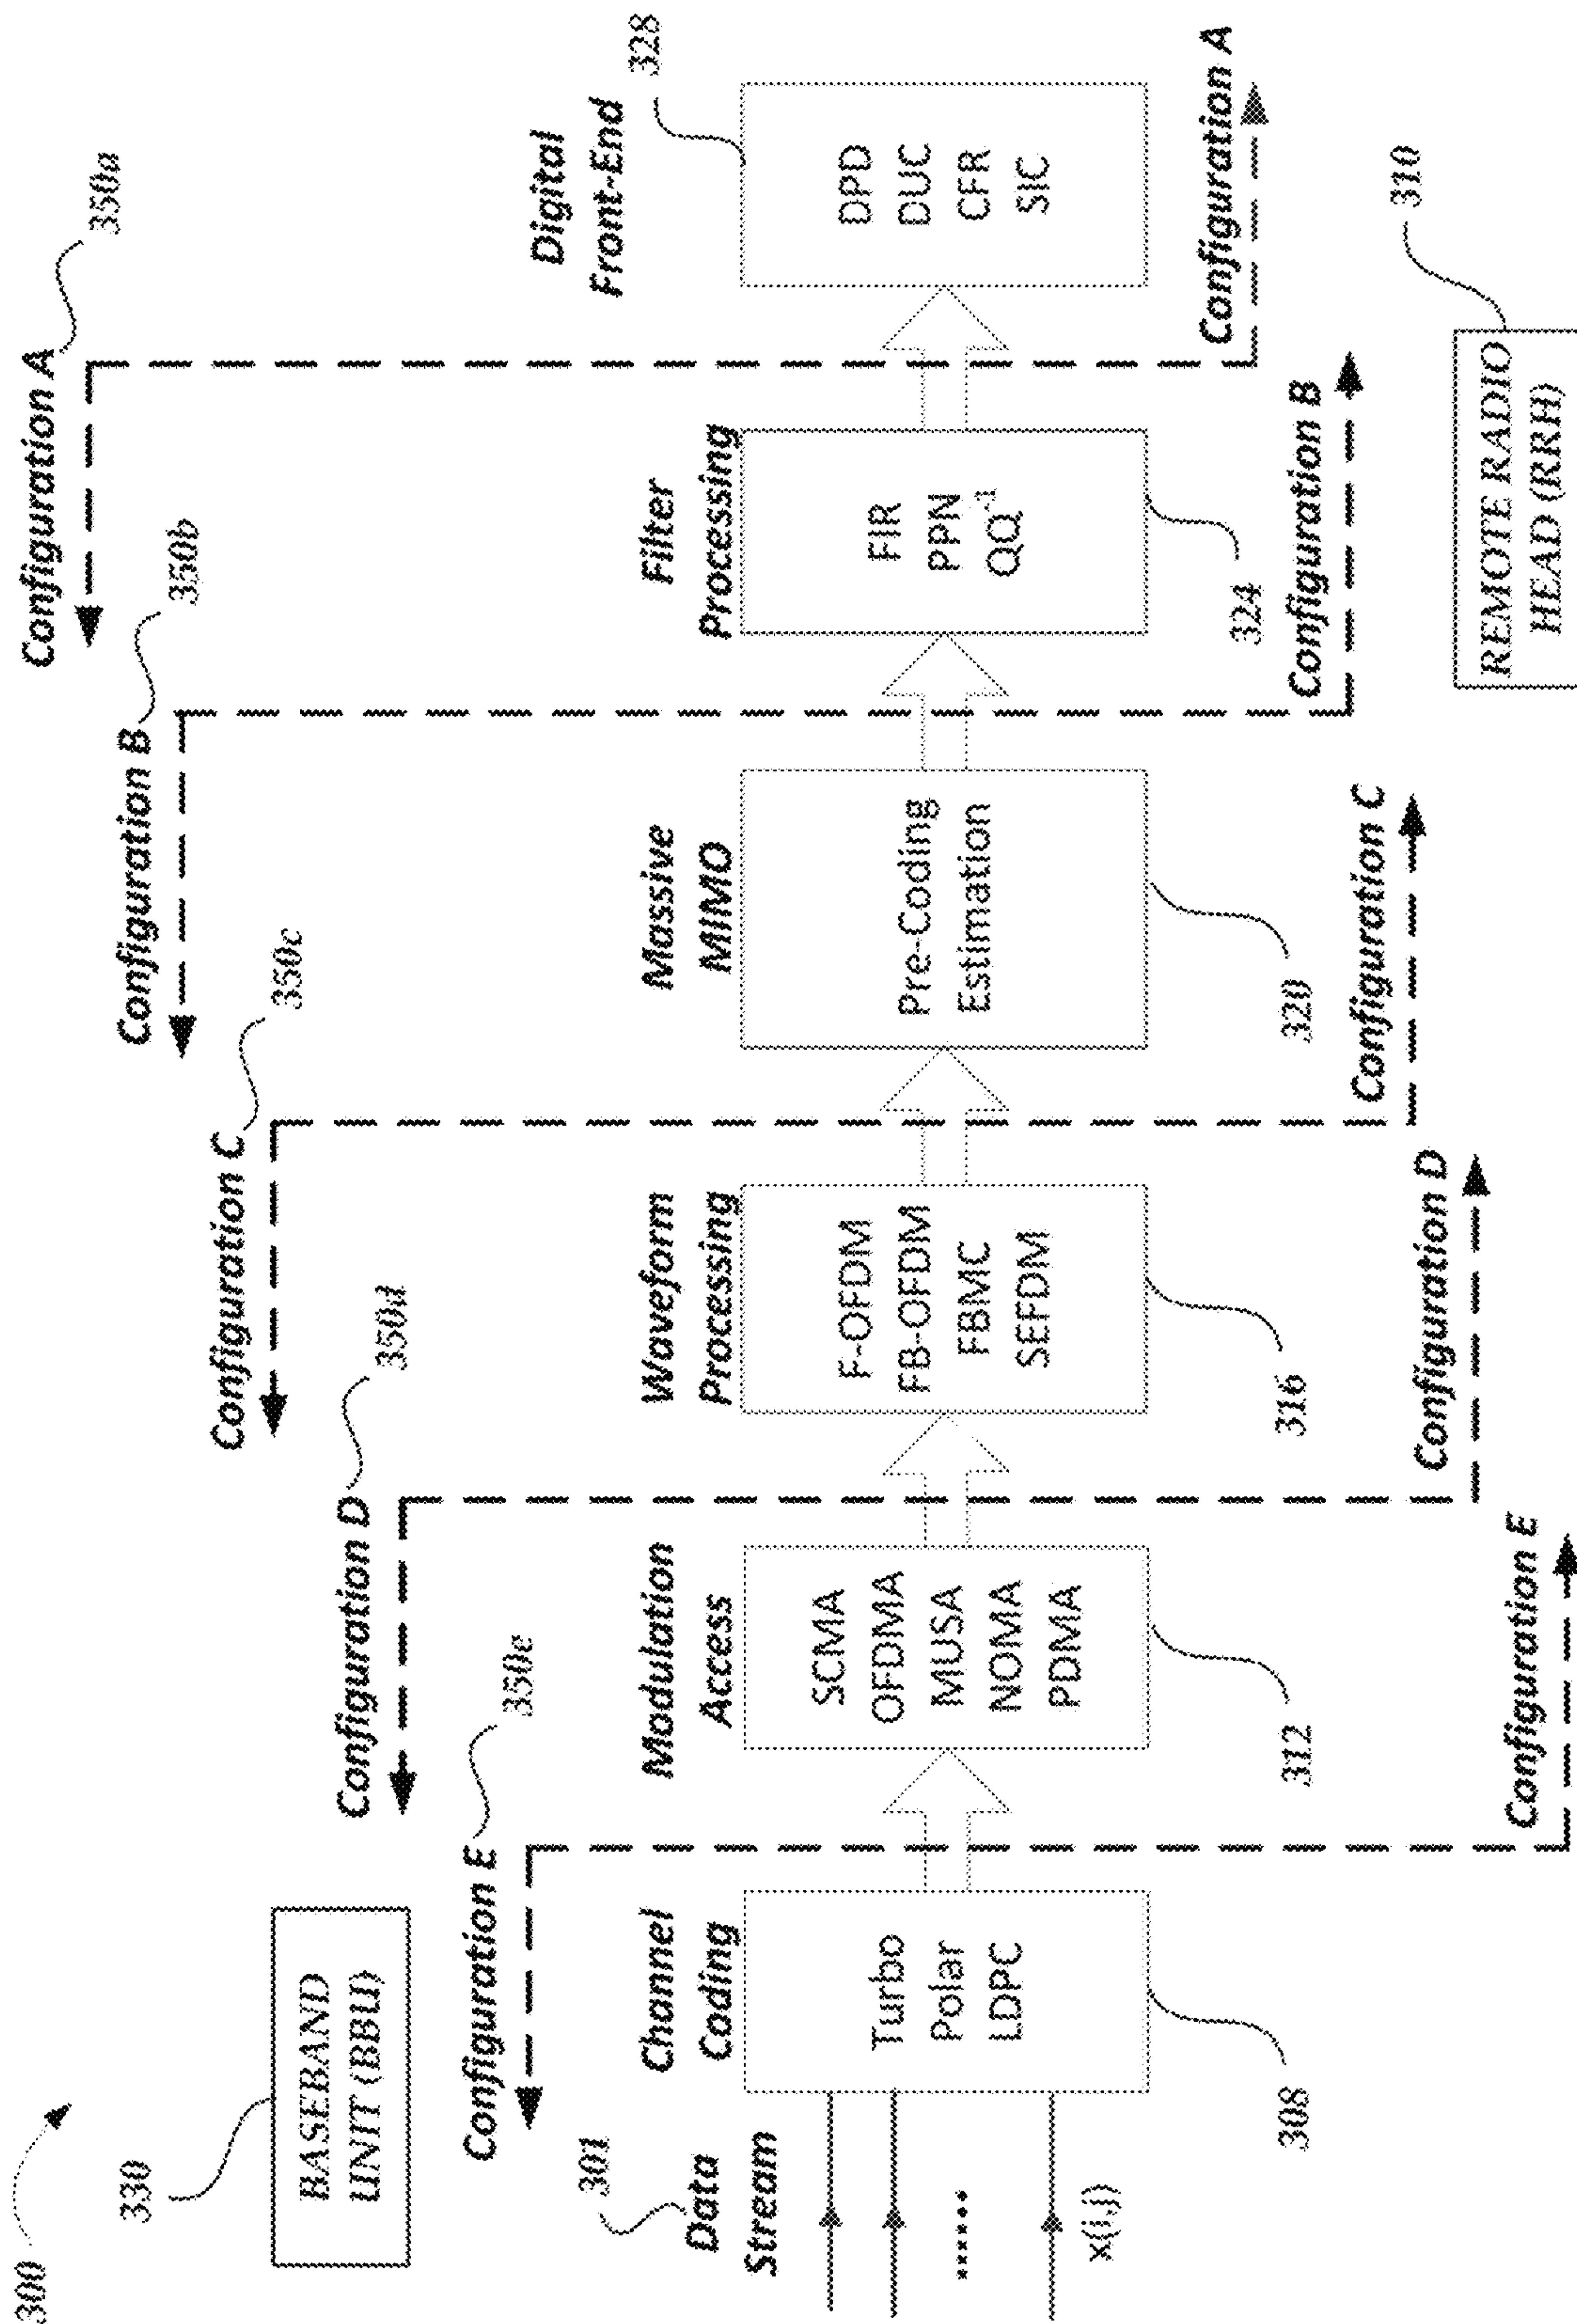 300
330
BASEBAND
UNIT (BBU)
Configuration A
350a
Configuration B
350b
Configuration C
350c
Configuration D
350d
Configuration E
350e
301
Data
Stream
x(i,j)
......
Channel
Coding
Turbo
Polar
LDPC
308
Modulation
Access
SCMA
OFDMA
MUSA
NOMA
PDMA
312
Waveform
Processing
F-OFDM
FB-OFDM
FBMC
SEFDM
316
Massive
MIMO
Pre-Coding
Estimation
320
Filter
Processing
FIR
PPN
QQ⁻¹
324
Digital
Front-End
DPD
DUC
CFR
SIC
328
Configuration A
Configuration B
Configuration C
Configuration D
Configuration E
REMOTE RADIO
HEAD (RRH)
310